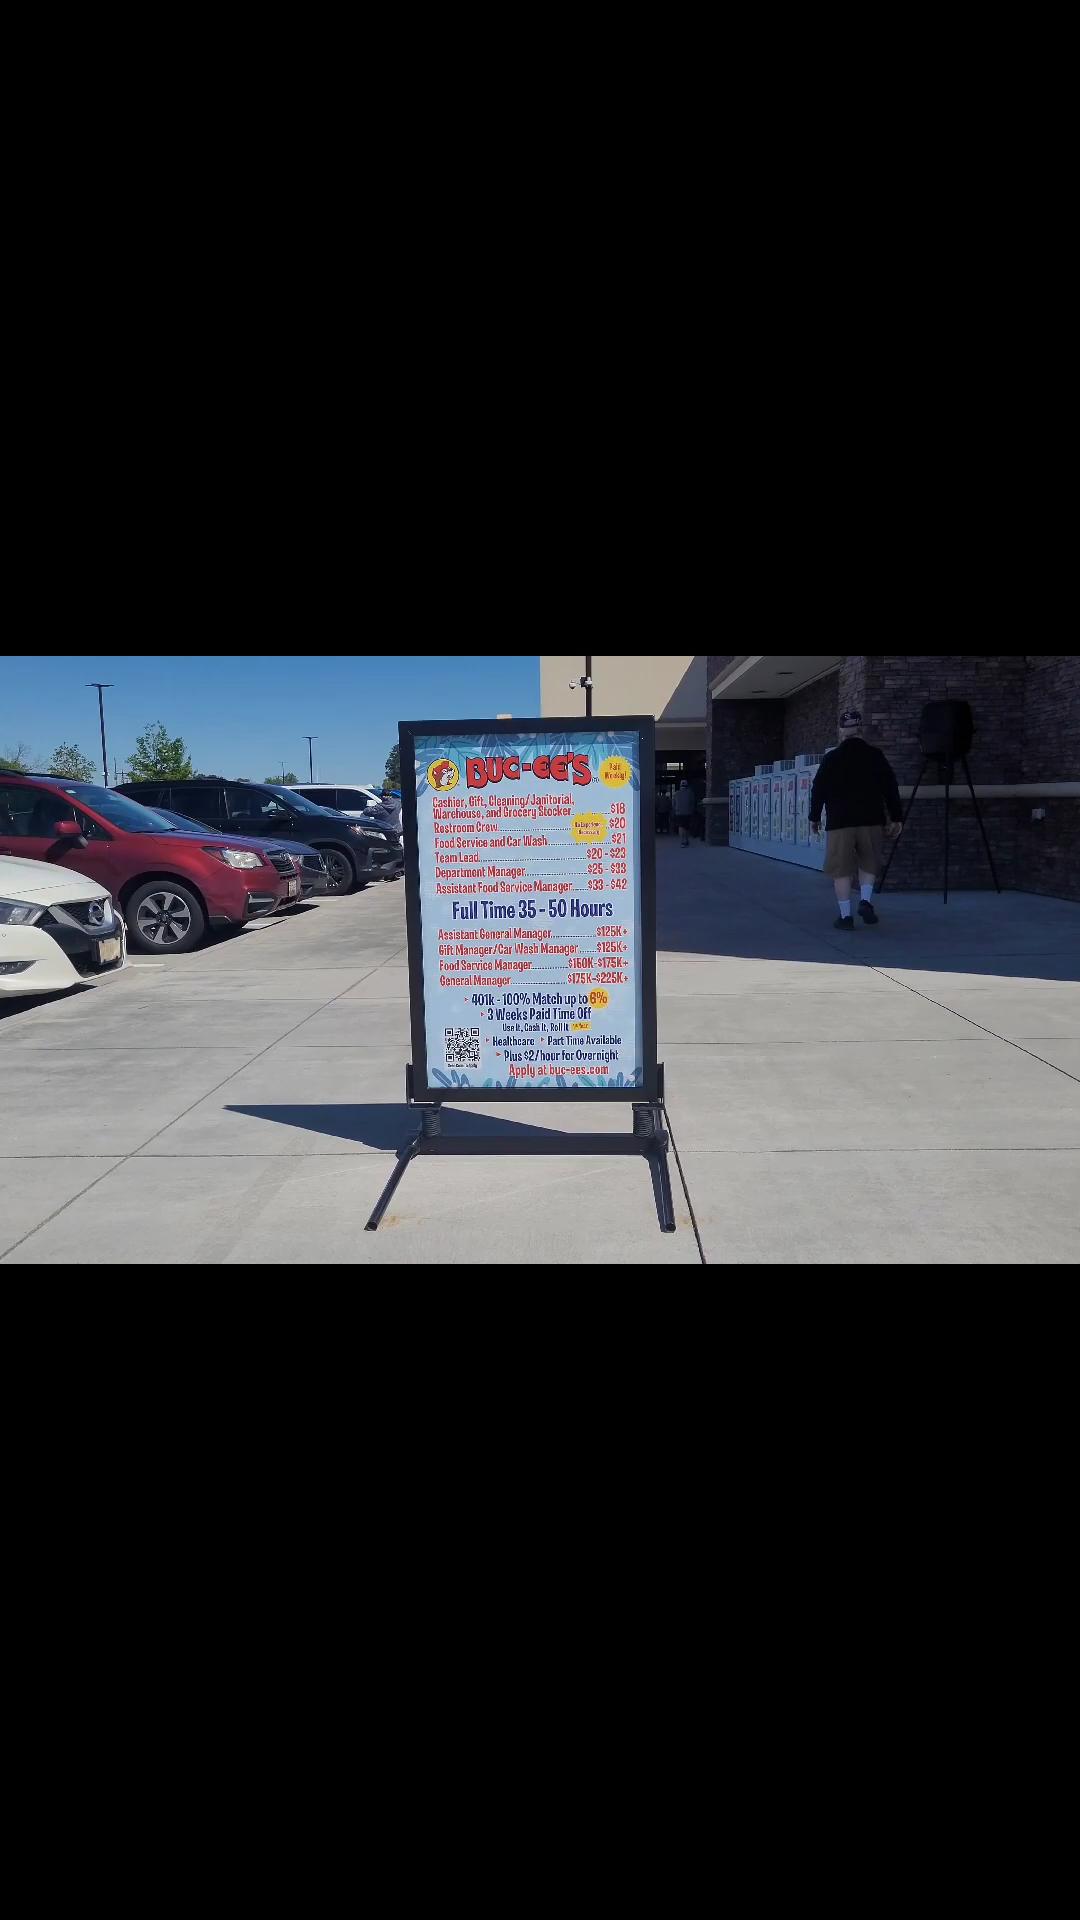 BUC-EE'S
Paid Weekly!
Cashier, Gift, Cleaning/Janitorial,
Warehouse, and Grocery Stocker $18
Restroom Crew $20
No Experience Necessary
Food Service and Car Wash $21
Team Lead $20 - $23
Department Manager $25 - $33
Assistant Food Service Manager $33 - $42
Full Time 35 - 50 Hours
Assistant General Manager $125K+
Gift Manager/Car Wash Manager $125K+
Food Service Manager $150K-$175K+
General Manager $175K-$225K+
401k - 100% Match up to 6%
3 Weeks Paid Time Off
Use It, Cash It, Roll It
Healthcare Part Time Available
Plus $2/hour for Overnight
Apply at buc-ees.com